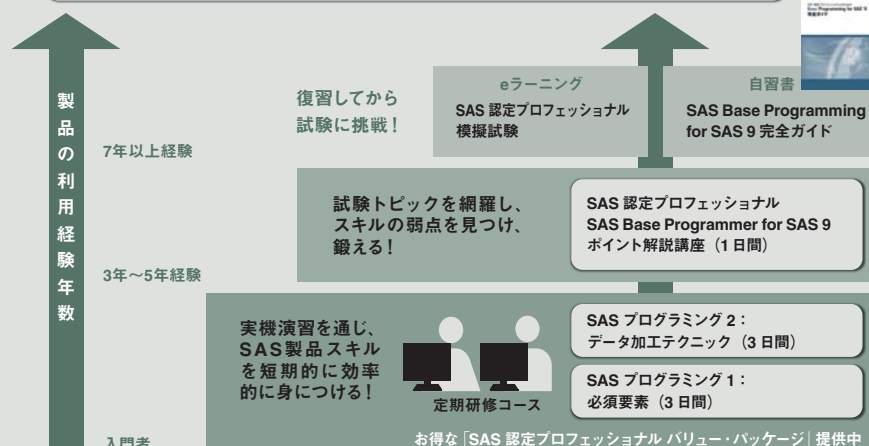 製品の利用経験年数
7年以上経験
3年〜5年経験
入門者
復習してから
試験に挑戦！
eラーニング
SAS 認定プロフェッショナル
模擬試験
自習書
SAS Base Programming
for SAS 9 完全ガイド
試験トピックを網羅し、
スキルの弱点を見つけ、
鍛える！
SAS 認定プロフェッショナル
SAS Base Programmer for SAS 9
ポイント解説講座（1 日間）
実機演習を通じ、
SAS製品スキル
を短期的に効率
的に身につける！
定期研修コース
SAS プログラミング 2：
データ加工テクニック（3 日間）
SAS プログラミング 1：
必須要素（3 日間）
お得な「SAS 認定プロフェッショナル バリュー・パッケージ」提供中